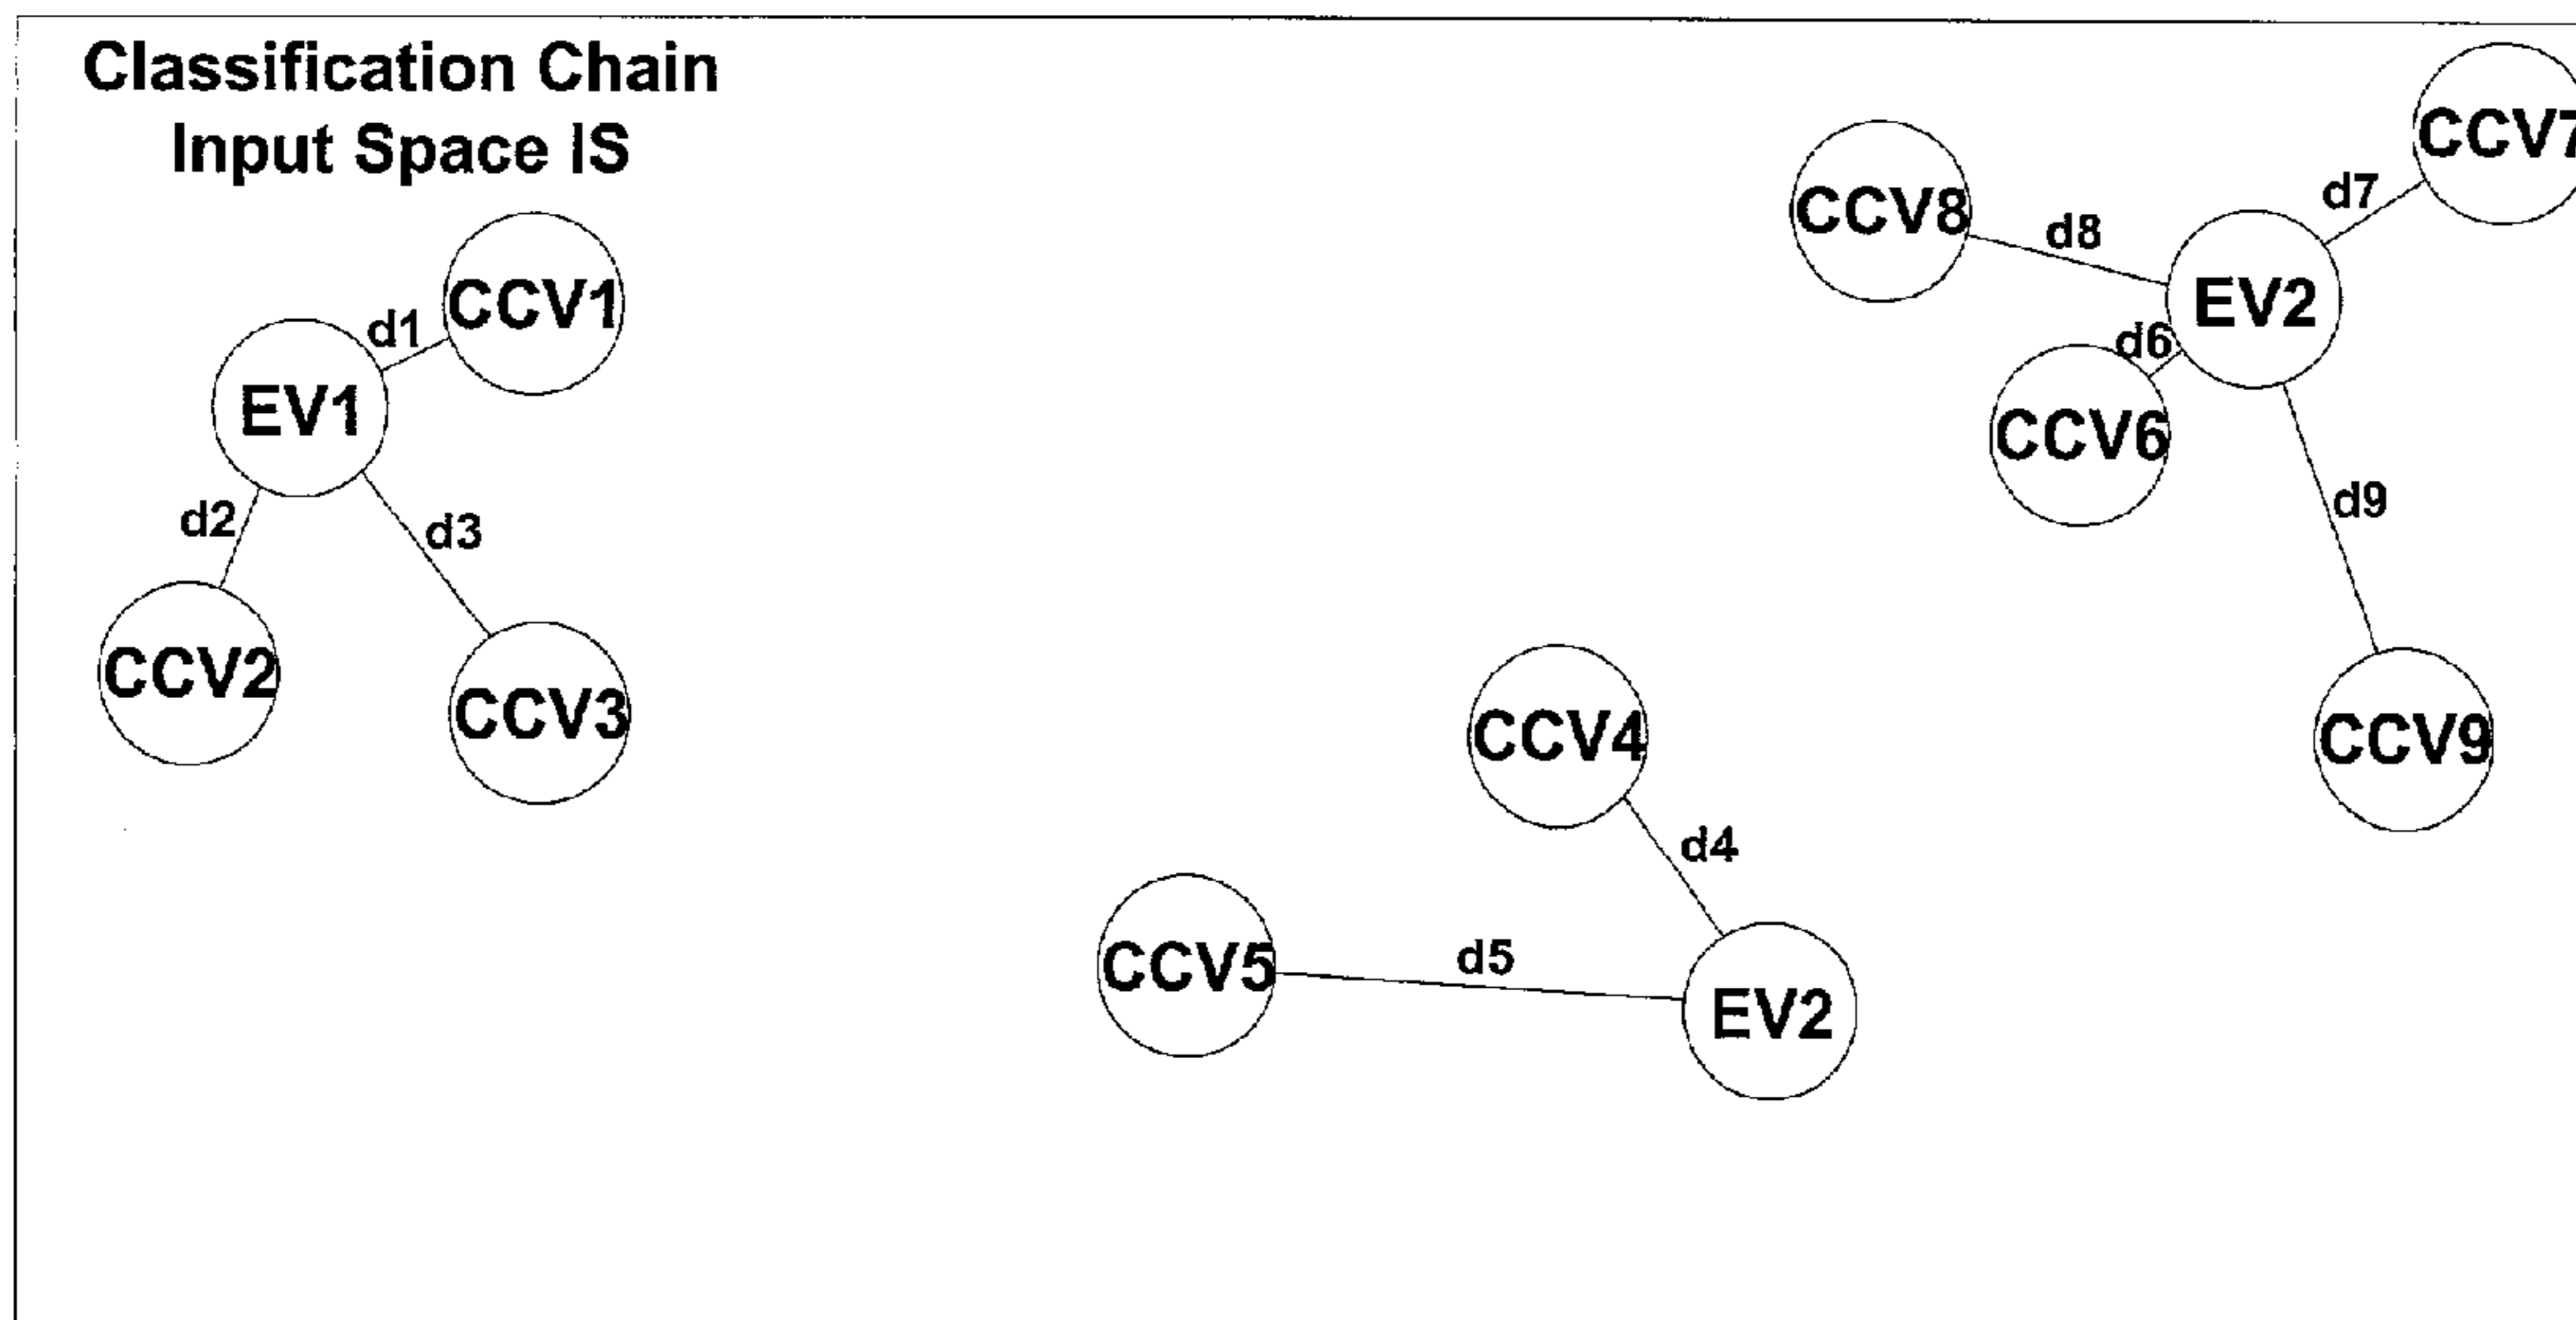 Classification Chain
Input Space IS
CCV7
CCV8
d7
d8
EV2
CCV1
d1
d6
EV1
CCV6
d9
d2
d3
CCV2
CCV3
CCV4
CCV9
d4
CCV5
d5
EV2